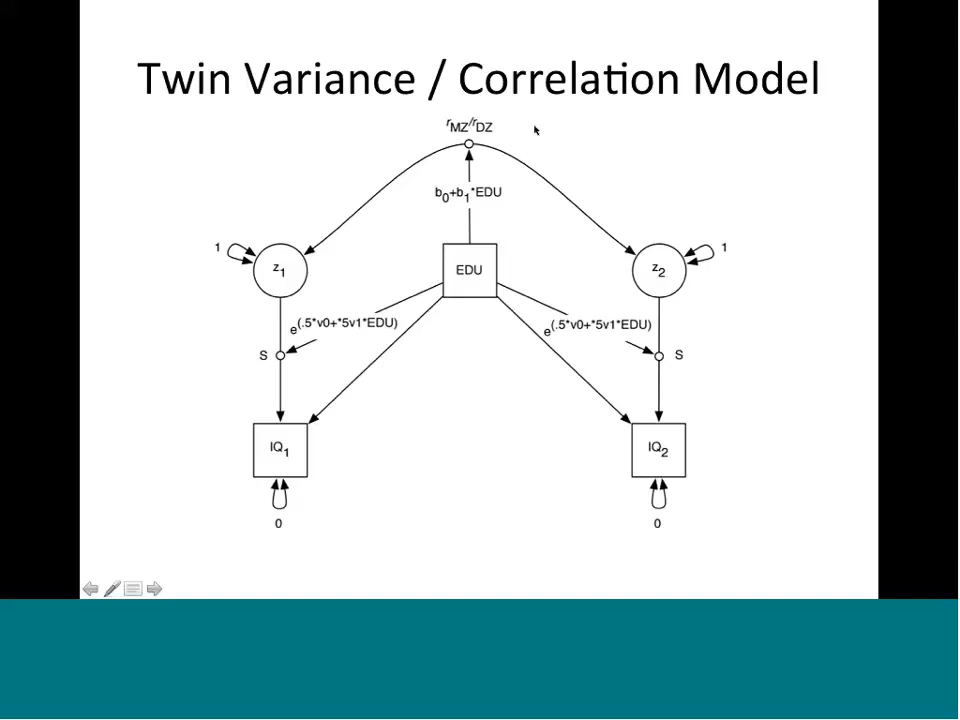 Twin Variance / Correlation Model
rMZ/rDZ
b0+b1*EDU
1
z1
EDU
z2
1
e(.5*v0+*5v1*EDU)
e(.5*v0+*5v1*EDU)
S
S
IQ1
IQ2
0
0